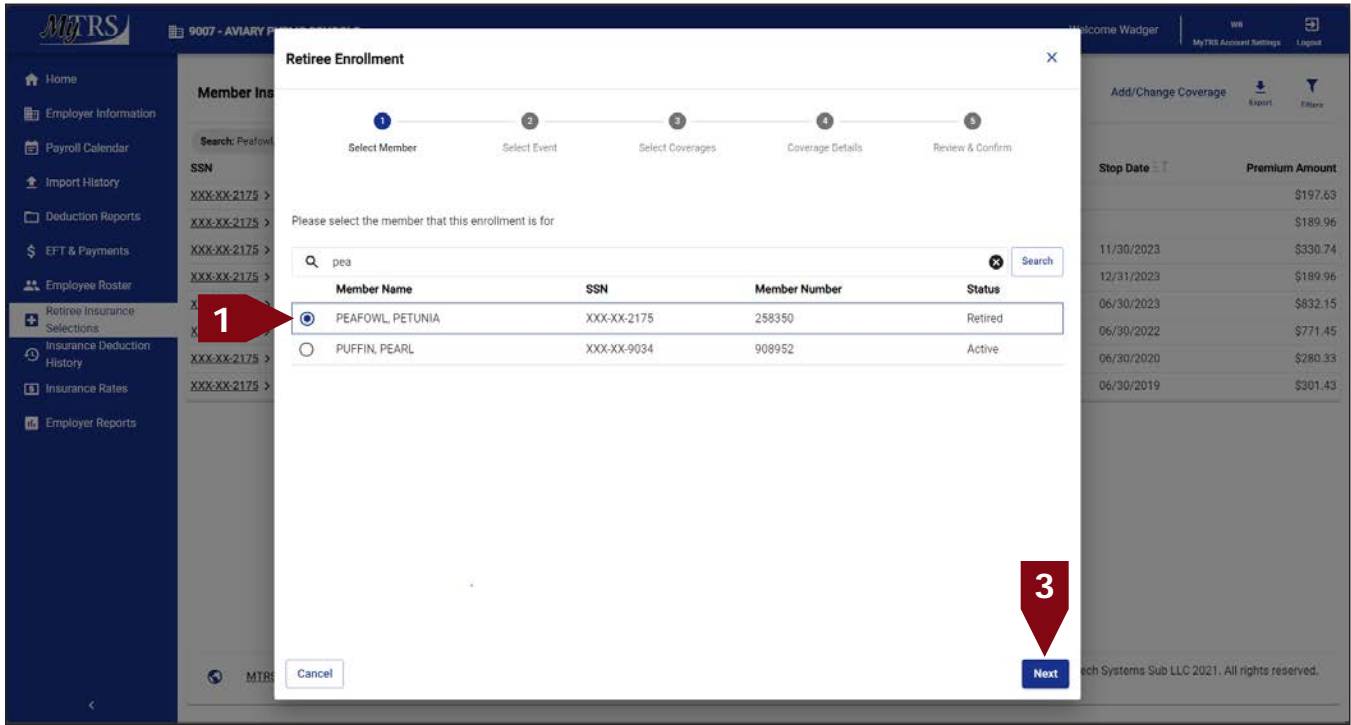 MyTRS
9007 - AVIARY
Welcome Wadger
WB
MyTRS Account Settings
Logout
Home
Employer Information
Payroll Calendar
Import History
Deduction Reports
EFT & Payments
Employee Roster
Retiree Insurance
Selections
Insurance Deduction
History
Insurance Rates
Employer Reports
Member Ins
Add/Change Coverage
Export
Filters
Search: Peafowl
SSN
Stop Date
Premium Amount
XXX-XX-2175 > $197.63
XXX-XX-2175 > $189.96
XXX-XX-2175 > 11/30/2023 $330.74
XXX-XX-2175 > 12/31/2023 $189.96
06/30/2023 $832.15
06/30/2022 $771.45
XXX-XX-2175 > 06/30/2020 $280.33
XXX-XX-2175 > 06/30/2019 $301.43
Retiree Enrollment
1 2 3 4 5
Select Member Select Event Select Coverages Coverage Details Review & Confirm
Please select the member that this enrollment is for
pea
Search
Member Name SSN Member Number Status
1
PEAFOWL, PETUNIA XXX-XX-2175 258350 Retired
PUFFIN, PEARL XXX-XX-9034 908952 Active
3
Cancel
Next
MTRS
ech Systems Sub LLC 2021. All rights reserved.